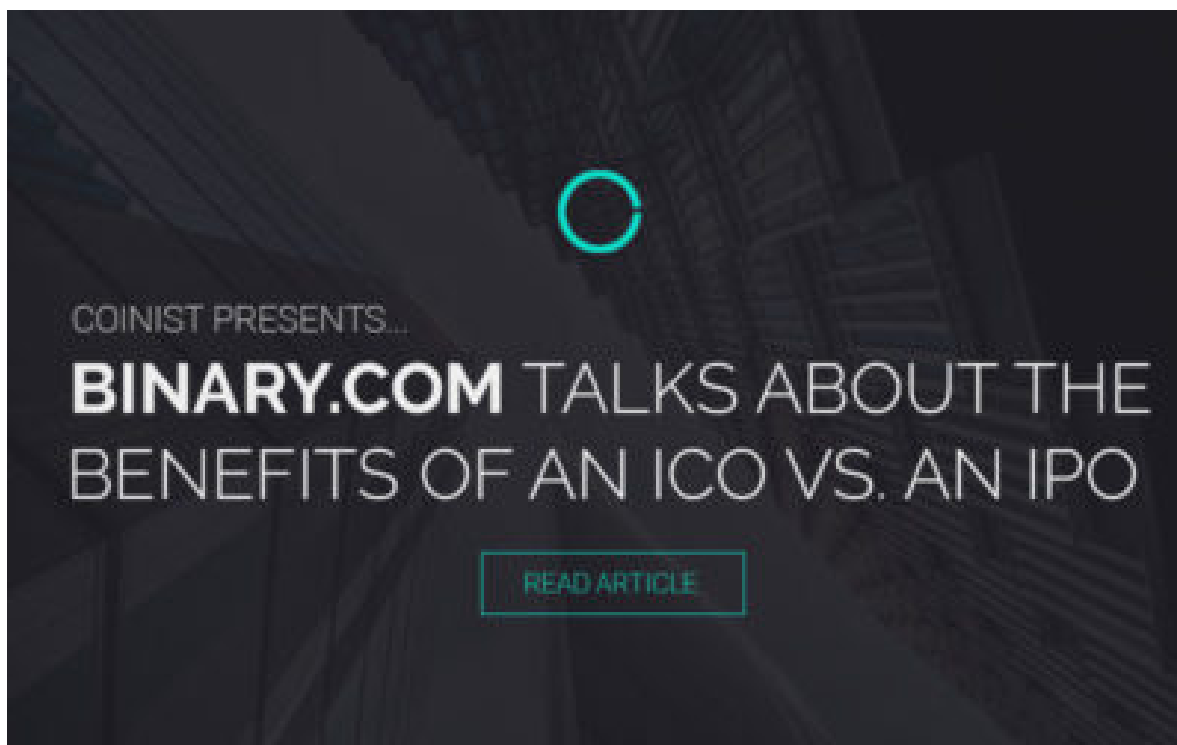 COINIST PRESENTS...
BINARY.COM TALKS ABOUT THE
BENEFITS OF AN ICO VS. AN IPO
READ ARTICLE